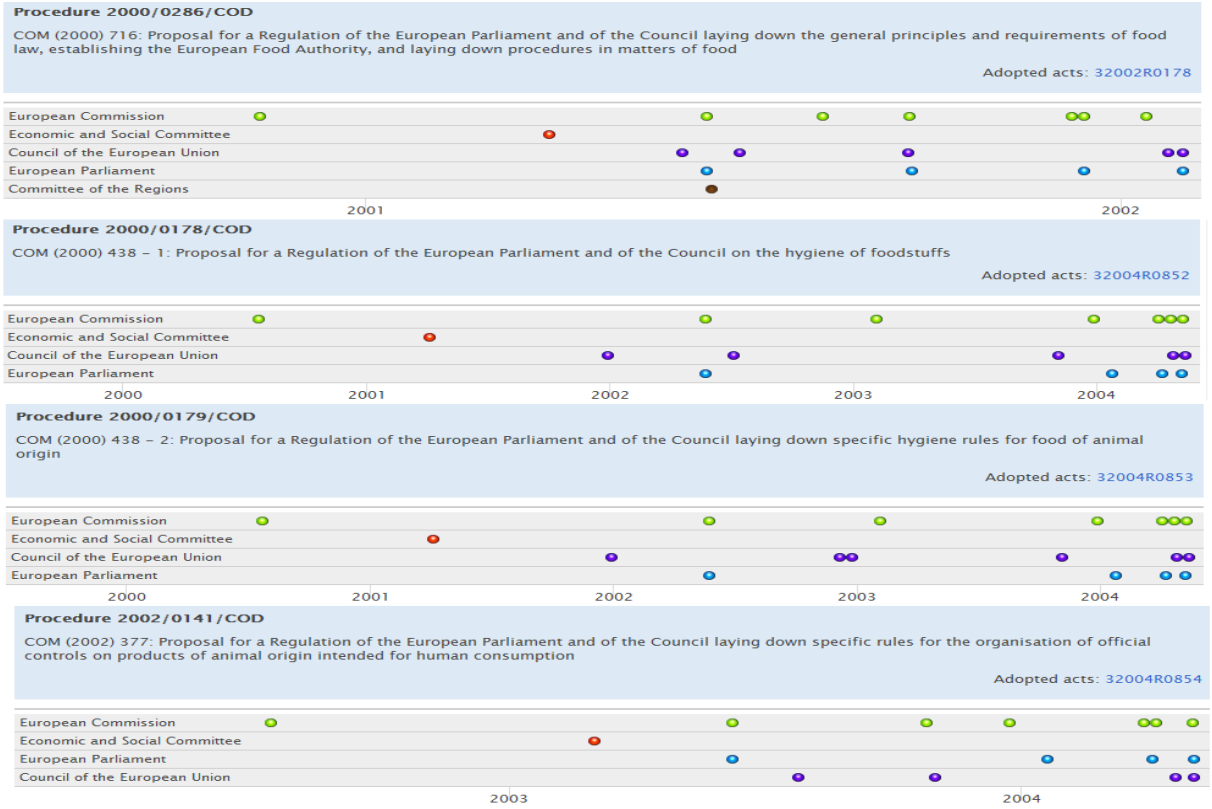 Procedure 2000/0286/COD
COM (2000) 716: Proposal for a Regulation of the European Parliament and of the Council laying down the general principles and requirements of food
law, establishing the European Food Authority, and laying down procedures in matters of food
Adopted acts: 32002R0178
European Commission
Economic and Social Committee
Council of the European Union
European Parliament
Committee of the Regions
2001 2002
Procedure 2000/0178/COD
COM (2000) 438 – 1: Proposal for a Regulation of the European Parliament and of the Council on the hygiene of foodstuffs
Adopted acts: 32004R0852
European Commission
Economic and Social Committee
Council of the European Union
European Parliament
2000 2001 2002 2003 2004
Procedure 2000/0179/COD
COM (2000) 438 – 2: Proposal for a Regulation of the European Parliament and of the Council laying down specific hygiene rules for food of animal
origin
Adopted acts: 32004R0853
European Commission
Economic and Social Committee
Council of the European Union
European Parliament
2000 2001 2002 2003 2004
Procedure 2002/0141/COD
COM (2002) 377: Proposal for a Regulation of the European Parliament and of the Council laying down specific rules for the organisation of official
controls on products of animal origin intended for human consumption
Adopted acts: 32004R0854
European Commission
Economic and Social Committee
European Parliament
Council of the European Union
2003 2004